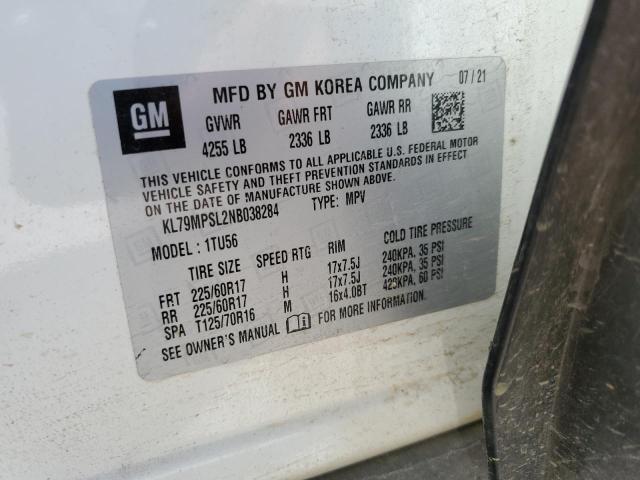 GM
MFD BY GM KOREA COMPANY 07/21
GVWR GAWR FRT GAWR RR
4255 LB 2336 LB 2336 LB
THIS VEHICLE CONFORMS TO ALL APPLICABLE U.S. FEDERAL MOTOR
VEHICLE SAFETY AND THEFT PREVENTION STANDARDS IN EFFECT
ON THE DATE OF MANUFACTURE SHOWN ABOVE.
KL79MPSL2NB038284 TYPE: MPV
MODEL: 1TU56
TIRE SIZE SPEED RTG RIM COLD TIRE PRESSURE
FRT 225/60R17 H 17x7.5J 240KPA, 35 PSI
RR 225/60R17 H 17x7.5J 240KPA, 35 PSI
SPA T125/70R16 M 16x4.0BT 420KPA, 60 PSI
SEE OWNER'S MANUAL FOR MORE INFORMATION.